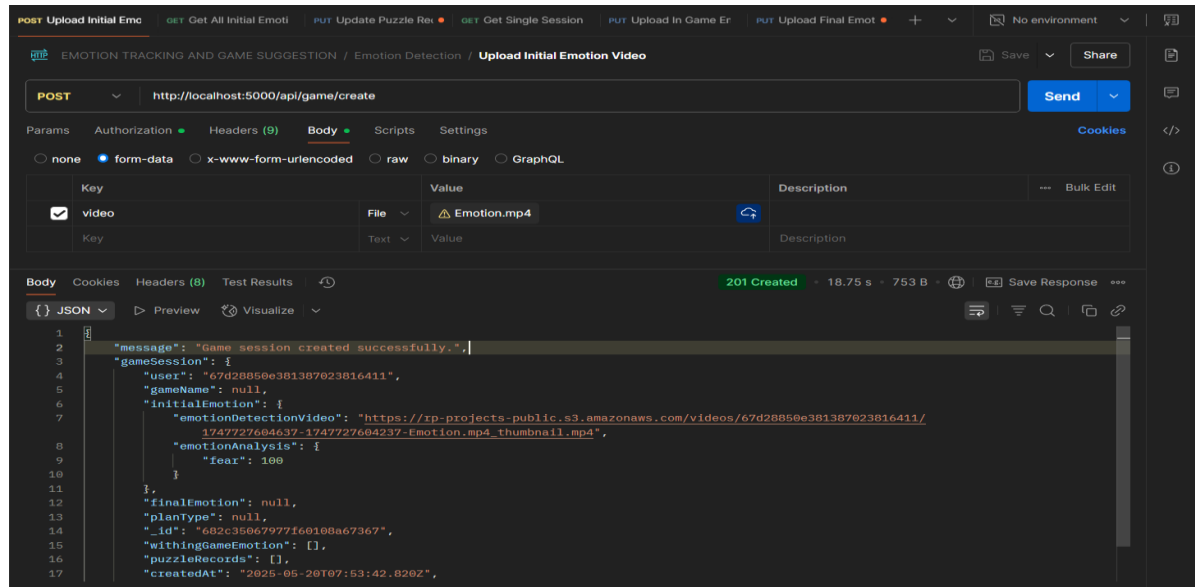 POST Upload Initial Emc GET Get All Initial Emoti PUT Update Puzzle Rec GET Get Single Session PUT Upload In Game Er PUT Upload Final Emot No environment
HTTP EMOTION TRACKING AND GAME SUGGESTION / Emotion Detection / Upload Initial Emotion Video Save Share
POST http://localhost:5000/api/game/create Send
Params Authorization Headers (9) Body Scripts Settings Cookies
none form-data x-www-form-urlencoded raw binary GraphQL
Key Value Description Bulk Edit
video File Emotion.mp4
Key Text Value Description
Body Cookies Headers (8) Test Results 201 Created 18.75 s 753 B e.g. Save Response
{} JSON Preview Visualize
1 {
2 "message": "Game session created successfully.",
3 "gameSession": {
4 "user": "67d28850e381387023816411",
5 "gameName": null,
6 "initialEmotion": {
7 "emotionDetectionVideo": "https://rp-projects-public.s3.amazonaws.com/videos/67d28850e381387023816411/
1747727604637-1747727604237-Emotion.mp4_thumbnail.mp4",
8 "emotionAnalysis": {
9 "fear": 100
10 }
11 },
12 "finalEmotion": null,
13 "planType": null,
14 "_id": "682c35067977f60108a67367",
15 "withingGameEmotion": [],
16 "puzzleRecords": [],
17 "createdAt": "2025-05-20T07:53:42.820Z",